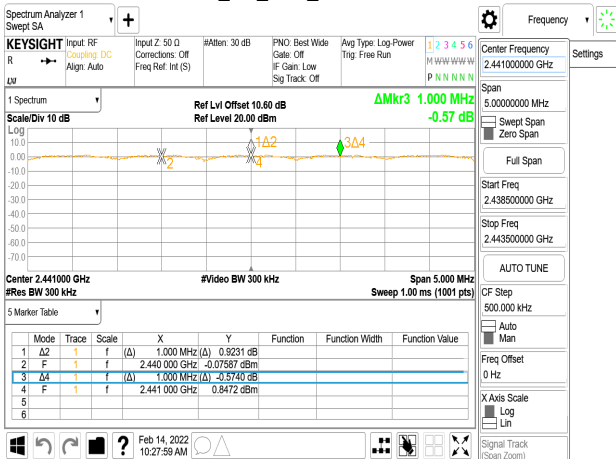 Spectrum Analyzer 1
Swept SA
Frequency
KEYSIGHT
R
LXI
Input: RF
Coupling: DC
Align: Auto
Input Z: 50 Ω
Corrections: Off
Freq Ref: Int (S)
#Atten: 30 dB
PNO: Best Wide
Gate: Off
IF Gain: Low
Sig Track: Off
Avg Type: Log-Power
Trig: Free Run
1 2 3 4 5 6
M W W W W W
P N N N N N
1 Spectrum
Scale/Div 10 dB
Ref Lvl Offset 10.60 dB
Ref Level 20.00 dBm
ΔMkr3 1.000 MHz
-0.57 dB
Log
10.0
0.00
-10.0
-20.0
-30.0
-40.0
-50.0
-60.0
-70.0
2
1Δ2
4
3Δ4
Center 2.441000 GHz
#Res BW 300 kHz
#Video BW 300 kHz
Span 5.000 MHz
Sweep 1.00 ms (1001 pts)
5 Marker Table
Mode Trace Scale X Y Function Function Width Function Value
1 Δ2 1 f (Δ) 1.000 MHz (Δ) 0.9231 dB
2 F 1 f 2.440 000 GHz -0.07587 dBm
3 Δ4 1 f (Δ) 1.000 MHz (Δ) -0.5740 dB
4 F 1 f 2.441 000 GHz 0.8472 dBm
5
6
Feb 14, 2022
10:27:59 AM
Center Frequency
2.441000000 GHz
Settings
Span
5.00000000 MHz
Swept Span
Zero Span
Full Span
Start Freq
2.438500000 GHz
Stop Freq
2.443500000 GHz
AUTO TUNE
CF Step
500.000 kHz
Auto
Man
Freq Offset
0 Hz
X Axis Scale
Log
Lin
Signal Track
(Span Zoom)